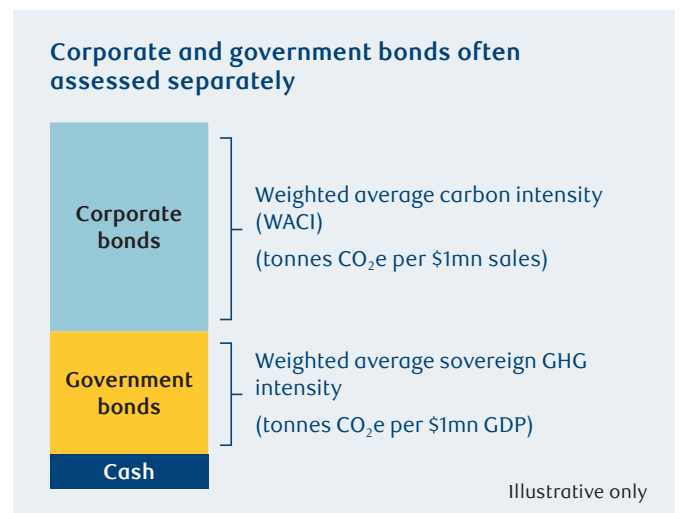 Corporate and government bonds often
assessed separately
Corporate
bonds
Weighted average carbon intensity
(WACI)
(tonnes CO₂e per $1mn sales)
Government
bonds
Weighted average sovereign GHG
intensity
(tonnes CO₂e per $1mn GDP)
Cash
Illustrative only